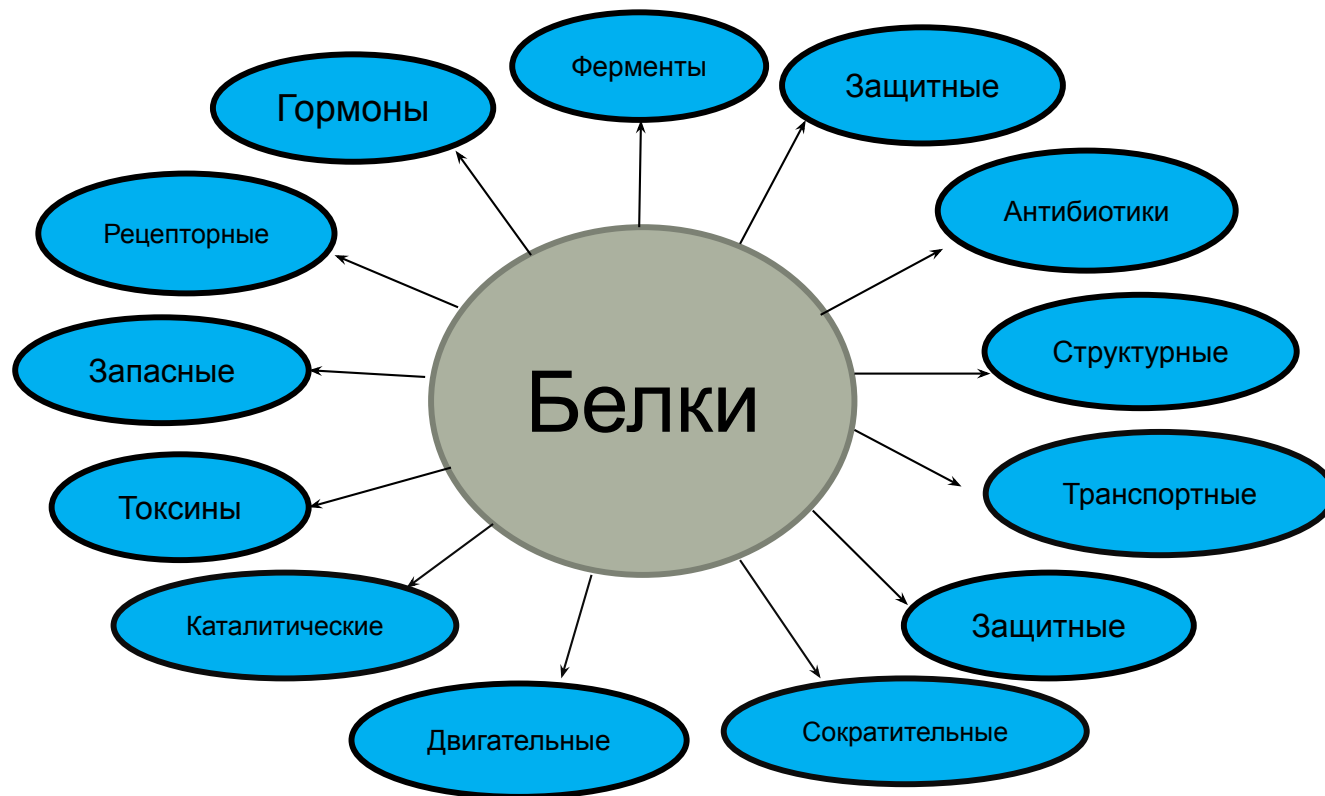 Ферменты
Защитные
Гормоны
Антибиотики
Рецепторные
Структурные
Запасные
Белки
Транспортные
Токсины
Каталитические
Защитные
Двигательные
Сократительные